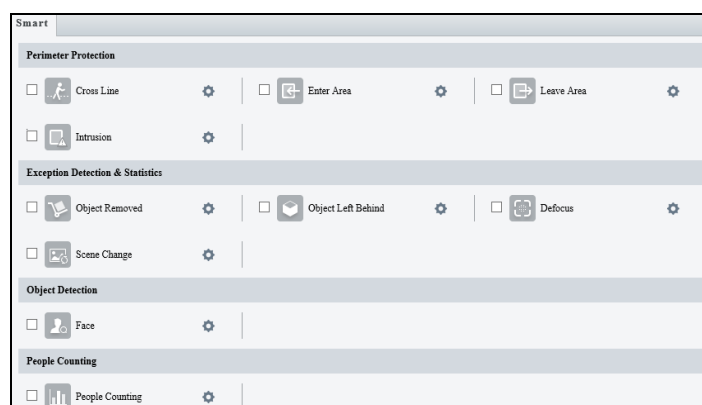 Smart
Perimeter Protection
Cross Line
Enter Area
Leave Area
Intrusion
Exception Detection & Statistics
Object Removed
Object Left Behind
Defocus
Scene Change
Object Detection
Face
People Counting
People Counting